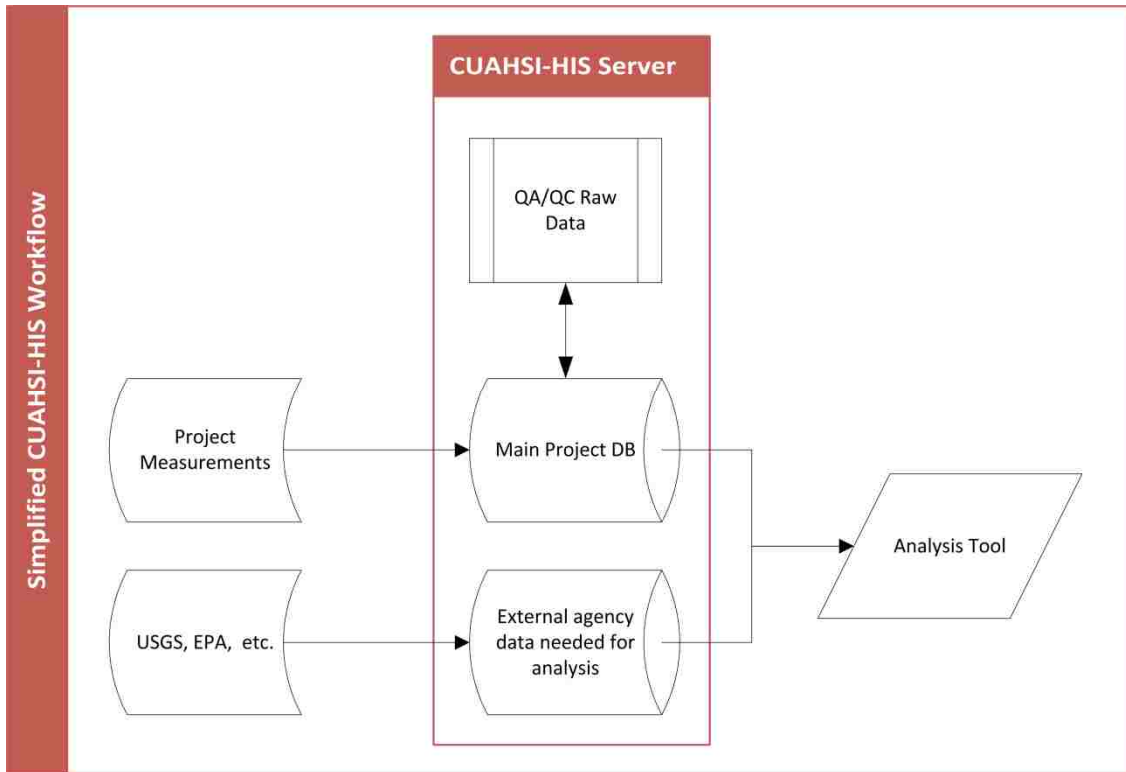 Simplified CUAHSI-HIS Workflow
CUAHSI-HIS Server
QA/QC Raw
Data
Project
Measurements
Main Project DB
Analysis Tool
USGS, EPA, etc.
External agency
data needed for
analysis